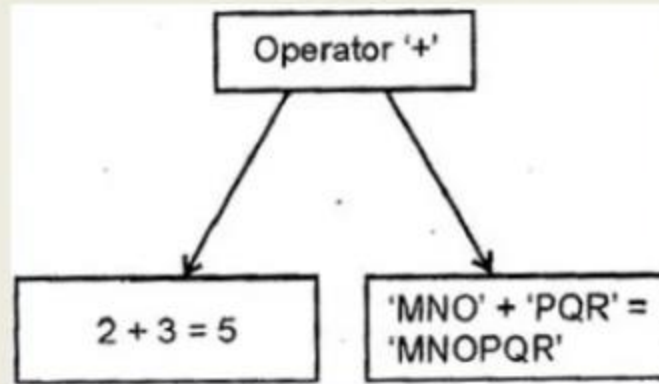 Operator ‘+’
2 + 3 = 5
‘MNO’ + ‘PQR’ =
‘MNOPQR’